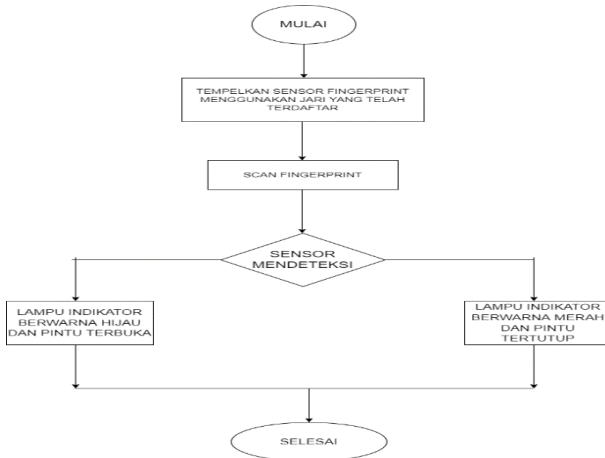 MULAI
TEMPELKAN SENSOR FINGERPRINT
MENGGUNAKAN JARI YANG TELAH
TERDAFTAR
SCAN FINGERPRINT
SENSOR
MENDETEKSI
LAMPU INDIKATOR
BERWARNA HIJAU
DAN PINTU TERBUKA
LAMPU INDIKATOR
BERWARNA MERAH
DAN PINTU
TERTUTUP
SELESAI